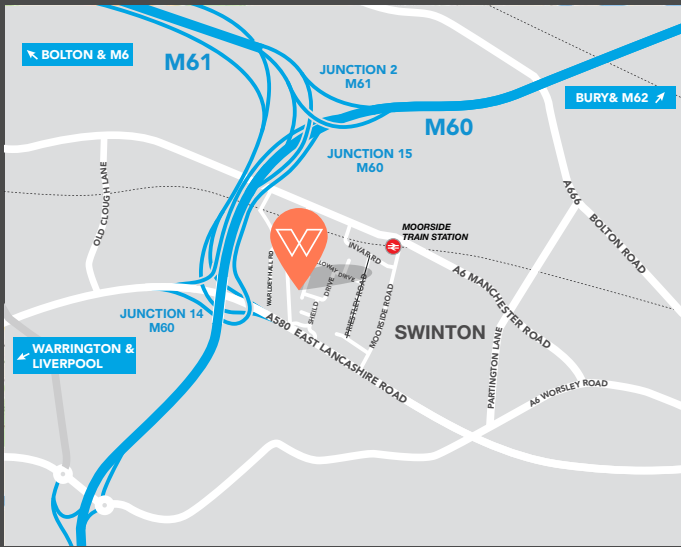 BOLTON & M6
M61
JUNCTION 2
M61
BURY& M62
M60
JUNCTION 15
M60
OLD CLOUGH LANE
A666
BOLTON ROAD
MOORSIDE
TRAIN STATION
INVAR RD
WARDLEY HALL RD
DRIVE
SHEILD
PRIESTLEY ROAD
MOORSIDE ROAD
A6 MANCHESTER ROAD
JUNCTION 14
M60
SWINTON
WARRINGTON &
LIVERPOOL
A580 EAST LANCASHIRE ROAD
PARTINGTON LANE
A6 WORSLEY ROAD